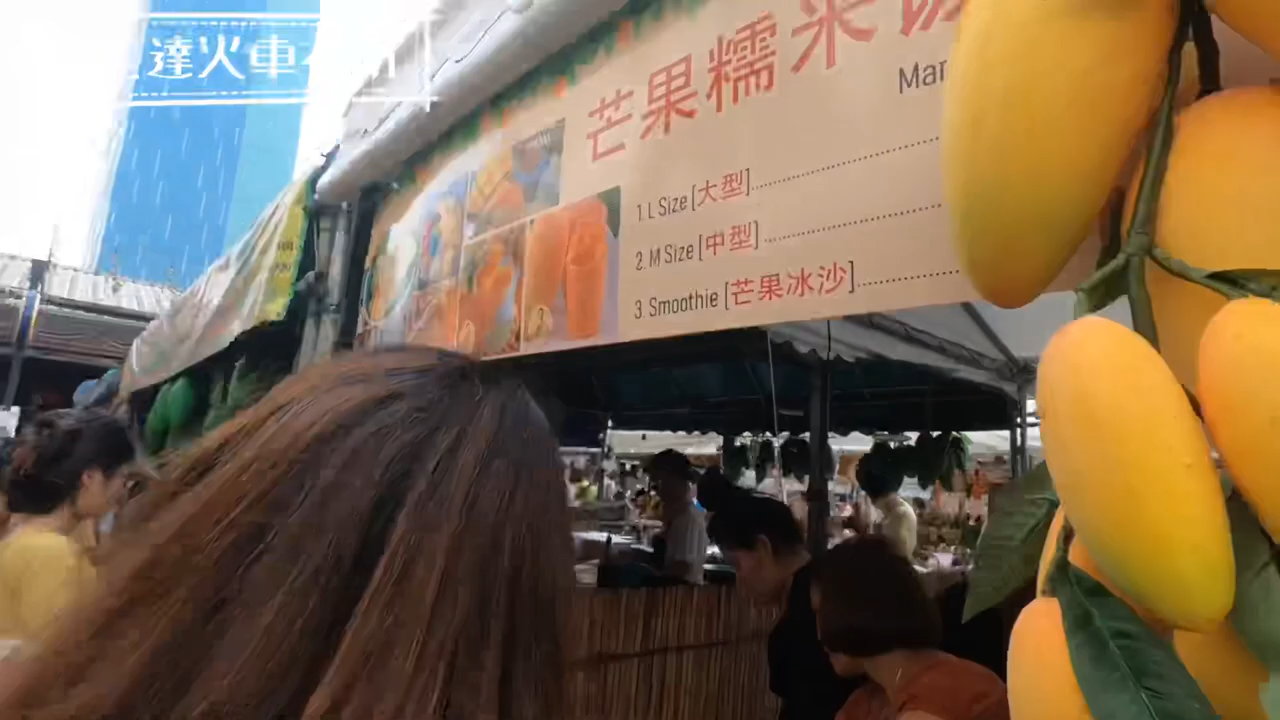 達火車
芒果糯米飯
Man
1. L Size [大型]
2. M Size [中型]
3. Smoothie [芒果冰沙]